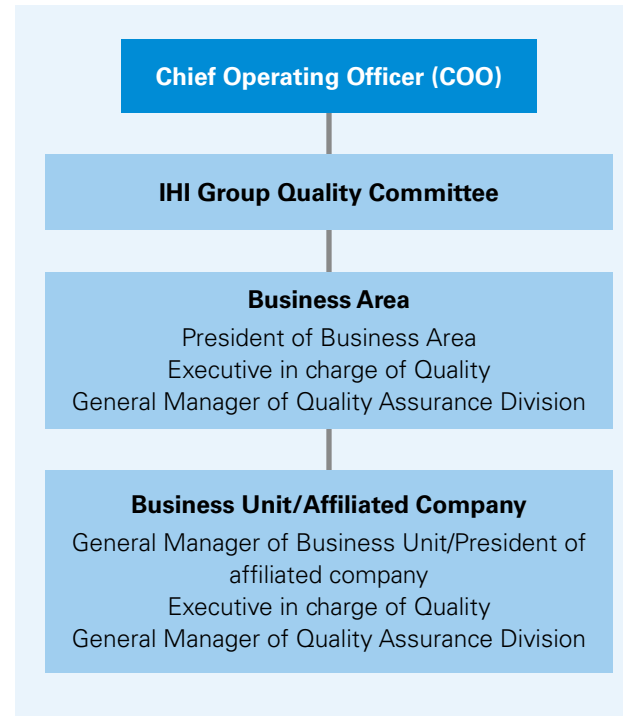 Chief Operating Officer (COO)
IHI Group Quality Committee
Business Area
President of Business Area
Executive in charge of Quality
General Manager of Quality Assurance Division
Business Unit/Affiliated Company
General Manager of Business Unit/President of
affiliated company
Executive in charge of Quality
General Manager of Quality Assurance Division